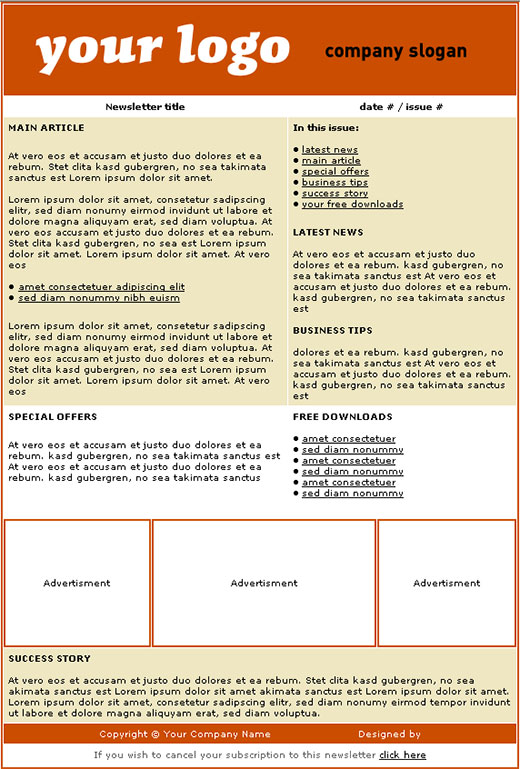 your logo
company slogan
Newsletter title
date # / issue #
MAIN ARTICLE
At vero eos et accusam et justo duo dolores et ea
rebum. Stet clita kasd gubergren, no sea takimata
sanctus est Lorem ipsum dolor sit amet.
Lorem ipsum dolor sit amet, consetetur sadipscing
elitr, sed diam nonumy eirmod invidunt ut labore et
dolore magna aliquyam erat, sed diam voluptua. At
vero eos et accusam et justo duo dolores et ea rebum.
Stet clita kasd gubergren, no sea est Lorem ipsum
dolor sit amet. Lorem ipsum dolor sit amet. At vero
eos
• amet consectetuer adipiscing elit
• sed diam nonummy nibh euism
Lorem ipsum dolor sit amet, consetetur sadipscing
elitr, sed diam nonumy eirmod invidunt ut labore et
dolore magna aliquyam erat, sed diam voluptua. At
vero eos et accusam et justo duo dolores et ea rebum.
Stet clita kasd gubergren, no sea est Lorem ipsum
dolor sit amet. Lorem ipsum dolor sit amet. At vero
eos
In this issue:
• latest news
• main article
• special offers
• business tips
• success story
• your free downloads
LATEST NEWS
At vero eos et accusam et justo duo
dolores et ea rebum. kasd gubergren, no
sea takimata sanctus est At vero eos et
accusam et justo duo dolores et ea rebum.
kasd gubergren, no sea takimata sanctus
est
BUSINESS TIPS
dolores et ea rebum. kasd gubergren, no
sea takimata sanctus est At vero eos et
accusam et justo duo dolores et ea rebum.
kasd gubergren, no sea takimata sanctus
est
SPECIAL OFFERS
At vero eos et accusam et justo duo dolores et ea
rebum. kasd gubergren, no sea takimata sanctus est
At vero eos et accusam et justo duo dolores et ea
rebum. kasd gubergren, no sea takimata sanctus
FREE DOWNLOADS
• amet consectetuer
• sed diam nonummy
• amet consectetuer
• sed diam nonummy
• amet consectetuer
• sed diam nonummy
Advertisment
Advertisment
Advertisment
SUCCESS STORY
At vero eos et accusam et justo duo dolores et ea rebum. Stet clita kasd gubergren, no sea
akimata sanctus est Lorem ipsum dolor sit amet akimata sanctus est Lorem ipsum dolor sit amet.
Lorem ipsum dolor sit amet, consetetur sadipscing elitr, sed diam nonumy eirmod tempor invidunt
ut labore et dolore magna aliquyam erat, sed diam voluptua.
Copyright © Your Company Name
Designed by
If you wish to cancel your subscription to this newsletter click here